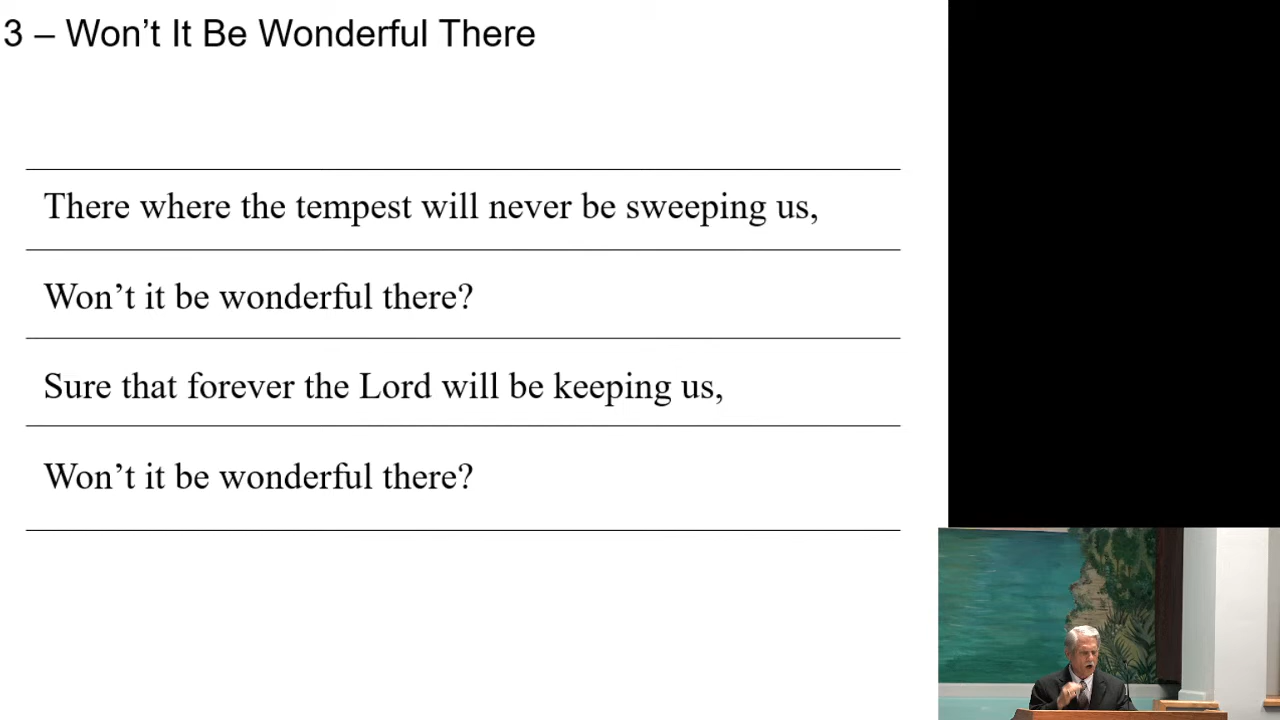 3 – Won’t It Be Wonderful There
There where the tempest will never be sweeping us,
Won’t it be wonderful there?
Sure that forever the Lord will be keeping us,
Won’t it be wonderful there?